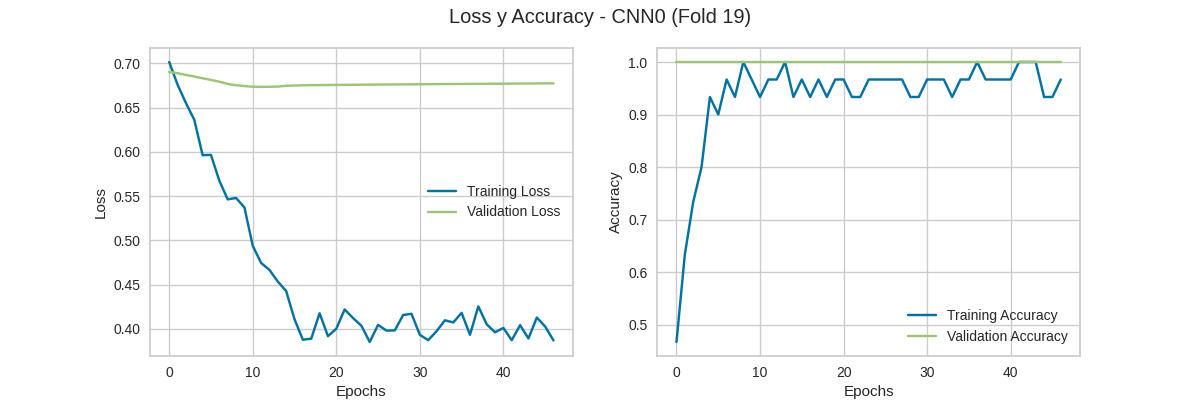 Loss y Accuracy - CNN0 (Fold 19)
0.70
0.65
0.60
0.55
0.50
0.45
0.40
Loss
0
10
20
30
40
Epochs
Training Loss
Validation Loss
1.0
0.9
0.8
0.7
0.6
0.5
Accuracy
0
10
20
30
40
Epochs
Training Accuracy
Validation Accuracy